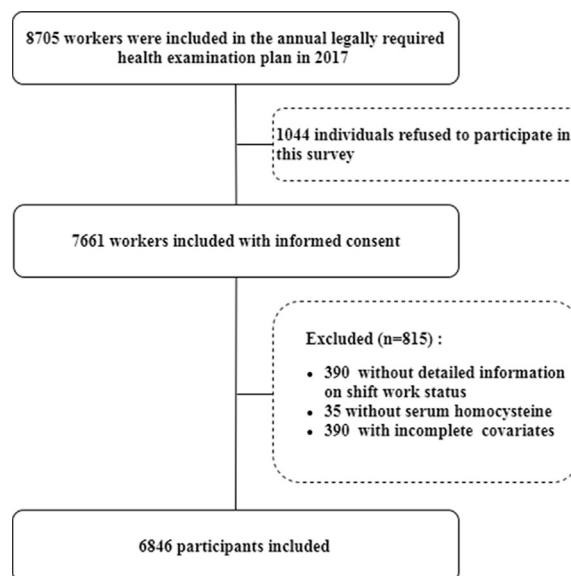 8705 workers were included in the annual legally required
health examination plan in 2017
1044 individuals refused to participate in
this survey
7661 workers included with informed consent
Excluded (n=815) :
• 390 without detailed information
on shift work status
• 35 without serum homocysteine
• 390 with incomplete covariates
6846 participants included